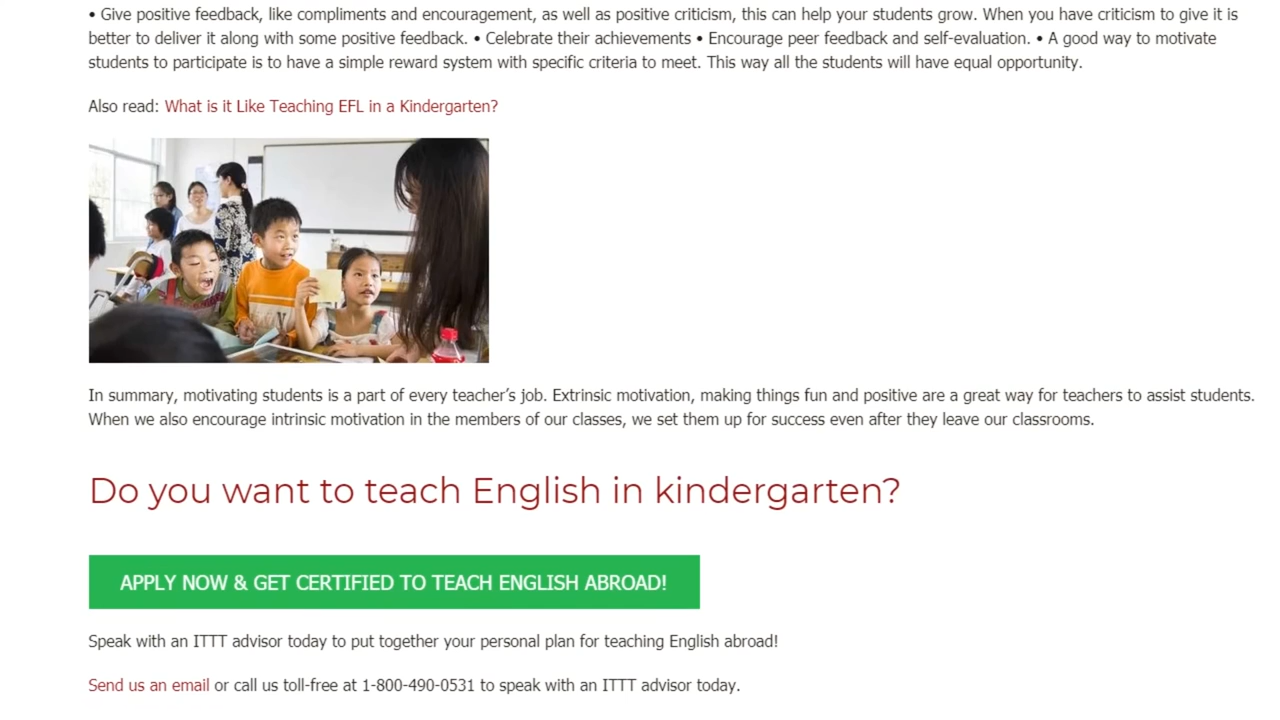 • Give positive feedback, like compliments and encouragement, as well as positive criticism, this can help your students grow. When you have criticism to give it is
better to deliver it along with some positive feedback. • Celebrate their achievements • Encourage peer feedback and self-evaluation. • A good way to motivate
students to participate is to have a simple reward system with specific criteria to meet. This way all the students will have equal opportunity.
Also read: What is it Like Teaching EFL in a Kindergarten?
In summary, motivating students is a part of every teacher's job. Extrinsic motivation, making things fun and positive are a great way for teachers to assist students.
When we also encourage intrinsic motivation in the members of our classes, we set them up for success even after they leave our classrooms.
Do you want to teach English in kindergarten?
APPLY NOW & GET CERTIFIED TO TEACH ENGLISH ABROAD!
Speak with an ITTT advisor today to put together your personal plan for teaching English abroad!
Send us an email or call us toll-free at 1-800-490-0531 to speak with an ITTT advisor today.